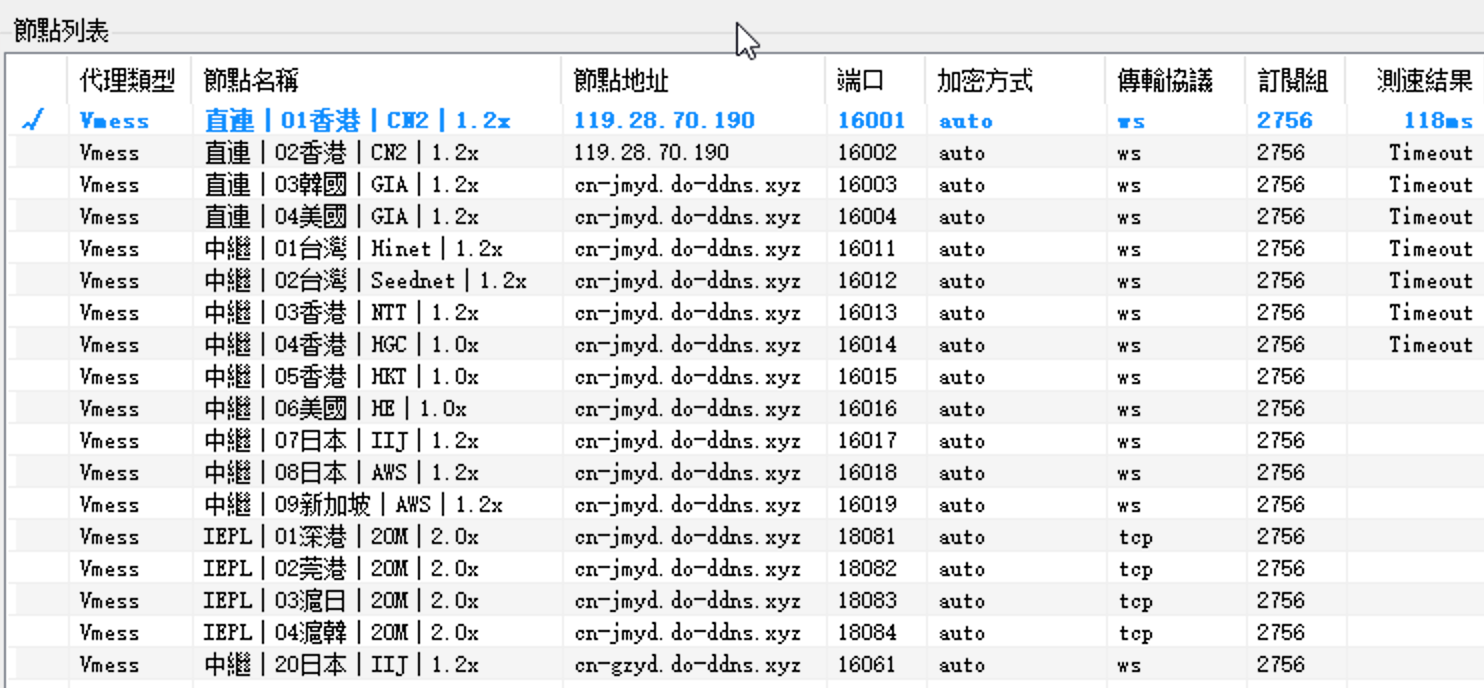 節點列表
代理類型 節點名稱 節點地址 端口 加密方式 傳輸協議 訂閱組 測速結果
Vmess 直連 | 01香港 | CN2 | 1.2x 119.28.70.190 16001 auto ws 2756 118ms
Vmess 直連 | 02香港 | CN2 | 1.2x 119.28.70.190 16002 auto ws 2756 Timeout
Vmess 直連 | 03韓國 | GIA | 1.2x cn-jmyd.do-ddns.xyz 16003 auto ws 2756 Timeout
Vmess 直連 | 04美國 | GIA | 1.2x cn-jmyd.do-ddns.xyz 16004 auto ws 2756 Timeout
Vmess 中繼 | 01台灣 | Hinet | 1.2x cn-jmyd.do-ddns.xyz 16011 auto ws 2756 Timeout
Vmess 中繼 | 02台灣 | Seednet | 1.2x cn-jmyd.do-ddns.xyz 16012 auto ws 2756 Timeout
Vmess 中繼 | 03香港 | NTT | 1.2x cn-jmyd.do-ddns.xyz 16013 auto ws 2756 Timeout
Vmess 中繼 | 04香港 | HGC | 1.0x cn-jmyd.do-ddns.xyz 16014 auto ws 2756 Timeout
Vmess 中繼 | 05香港 | HKT | 1.0x cn-jmyd.do-ddns.xyz 16015 auto ws 2756
Vmess 中繼 | 06美國 | HE | 1.0x cn-jmyd.do-ddns.xyz 16016 auto ws 2756
Vmess 中繼 | 07日本 | IIJ | 1.2x cn-jmyd.do-ddns.xyz 16017 auto ws 2756
Vmess 中繼 | 08日本 | AWS | 1.2x cn-jmyd.do-ddns.xyz 16018 auto ws 2756
Vmess 中繼 | 09新加坡 | AWS | 1.2x cn-jmyd.do-ddns.xyz 16019 auto ws 2756
Vmess IEPL | 01深港 | 20M | 2.0x cn-jmyd.do-ddns.xyz 18081 auto tcp 2756
Vmess IEPL | 02莞港 | 20M | 2.0x cn-jmyd.do-ddns.xyz 18082 auto tcp 2756
Vmess IEPL | 03滬日 | 20M | 2.0x cn-jmyd.do-ddns.xyz 18083 auto tcp 2756
Vmess IEPL | 04滬韓 | 20M | 2.0x cn-jmyd.do-ddns.xyz 18084 auto tcp 2756
Vmess 中繼 | 20日本 | IIJ | 1.2x cn-gzyd.do-ddns.xyz 16061 auto ws 2756